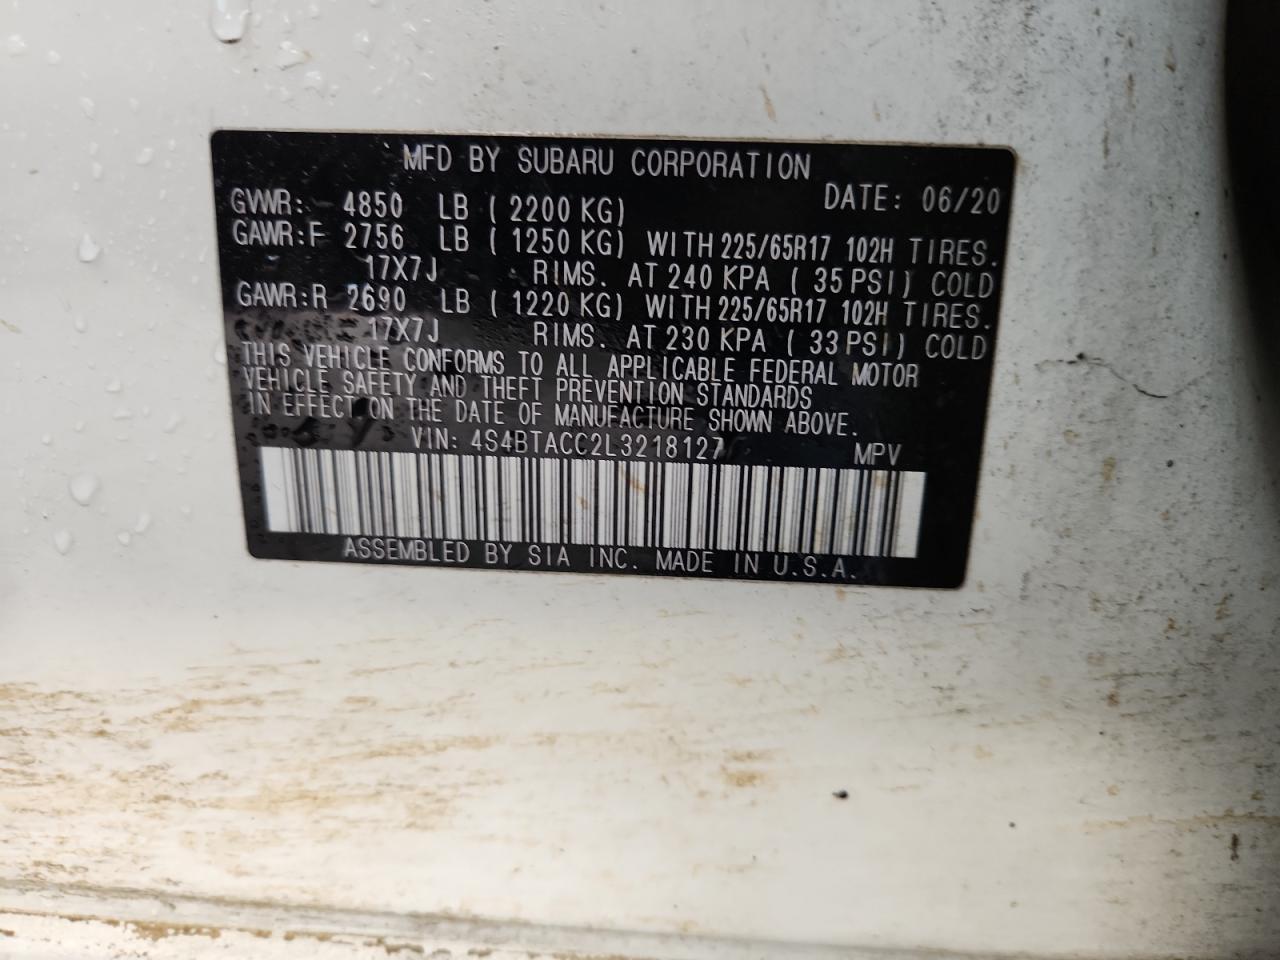 MFD BY SUBARU CORPORATION
DATE: 06/20
GVWR: 4850 LB ( 2200 KG)
GAWR:F 2756 LB ( 1250 KG) WITH 225/65R17 102H TIRES.
17X7J RIMS. AT 240 KPA ( 35 PSI) COLD
GAWR:R 2690 LB ( 1220 KG) WITH 225/65R17 102H TIRES.
17X7J RIMS. AT 230 KPA ( 33 PSI) COLD
THIS VEHICLE CONFORMS TO ALL APPLICABLE FEDERAL MOTOR
VEHICLE SAFETY AND THEFT PREVENTION STANDARDS
IN EFFECT ON THE DATE OF MANUFACTURE SHOWN ABOVE.
VIN: 4S4BTACC2L3218127 MPV
ASSEMBLED BY SIA INC. MADE IN U.S.A.